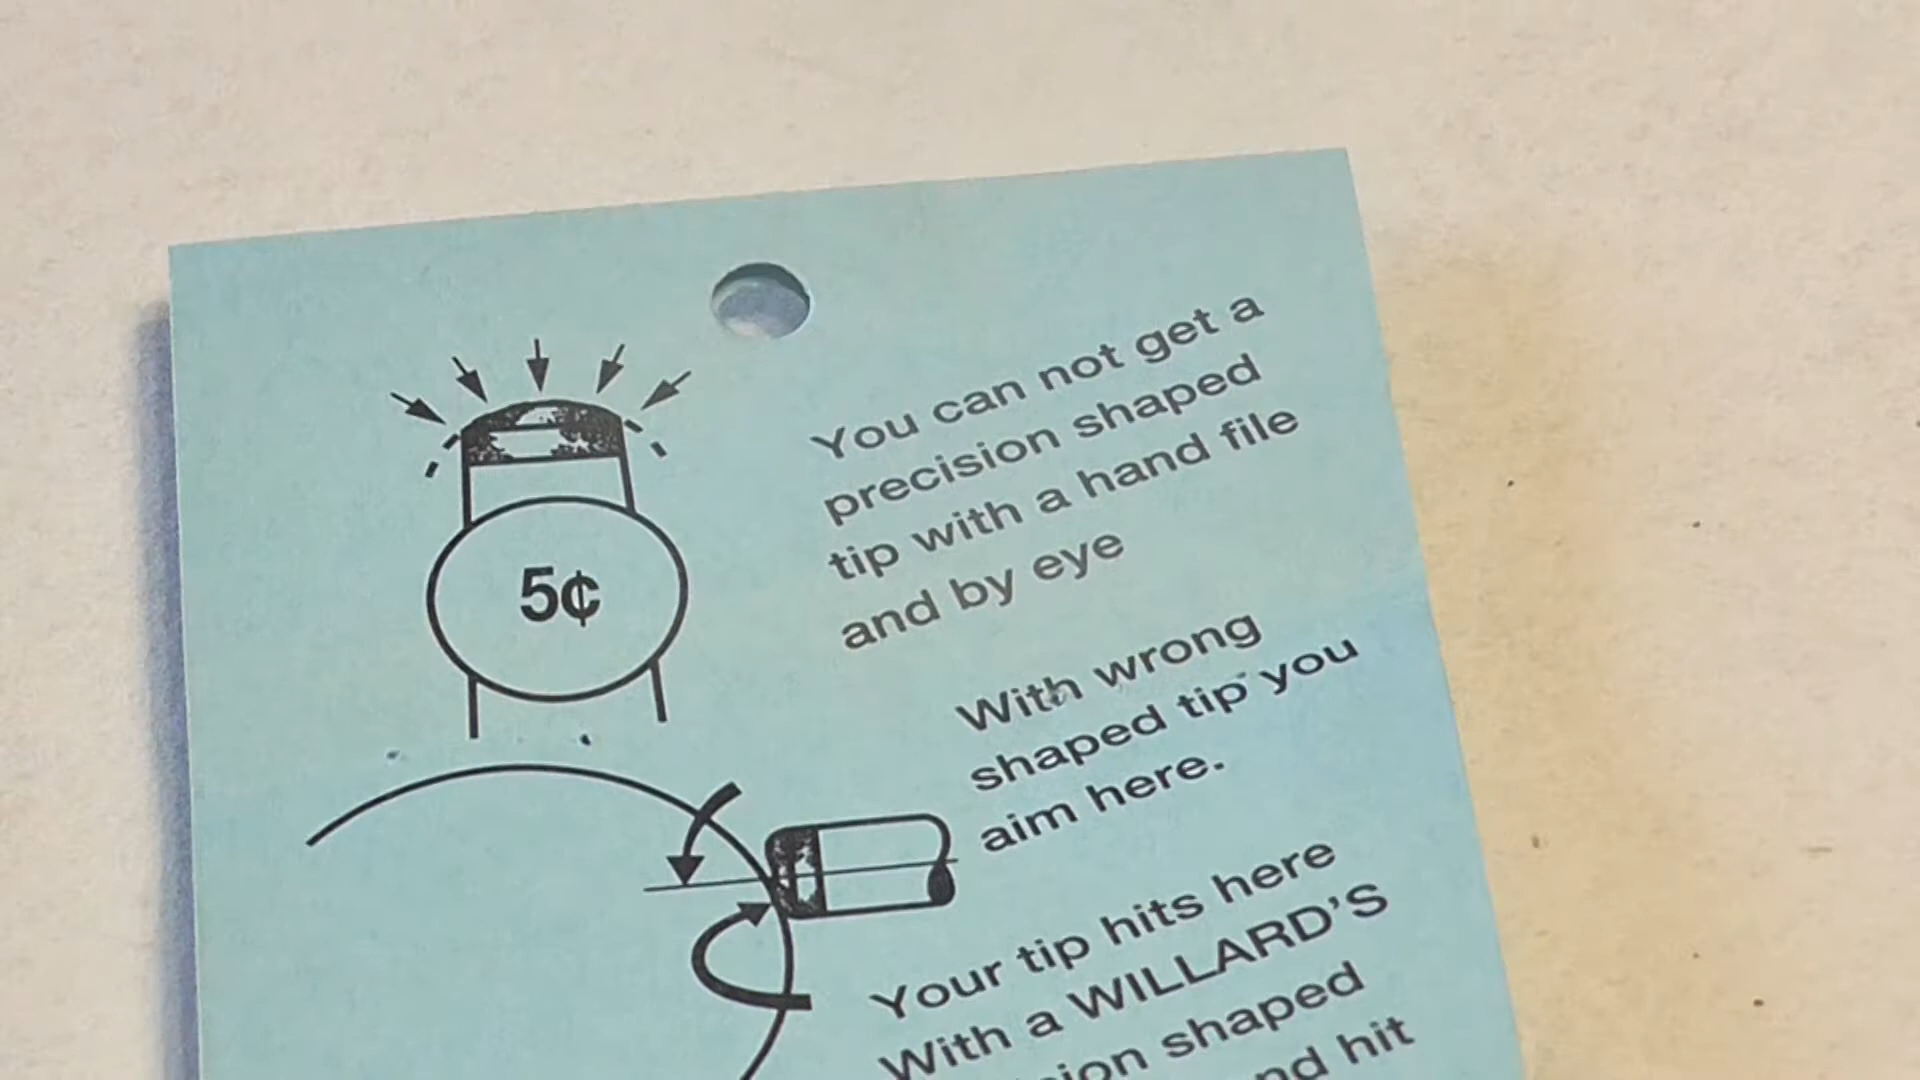 You can not get a
precision shaped
tip with a hand file
and by eye
5¢
With wrong
shaped tip you
aim here.
Your tip hits here
With a WILLARD'S
shaped
hit